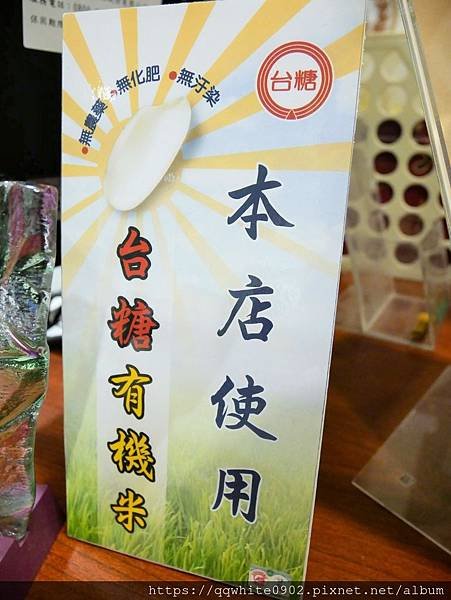 •無農藥 •無化肥 •無汙染
台糖
本店使用
台糖有機米
https://qqwhite0902.pixnet.net/album